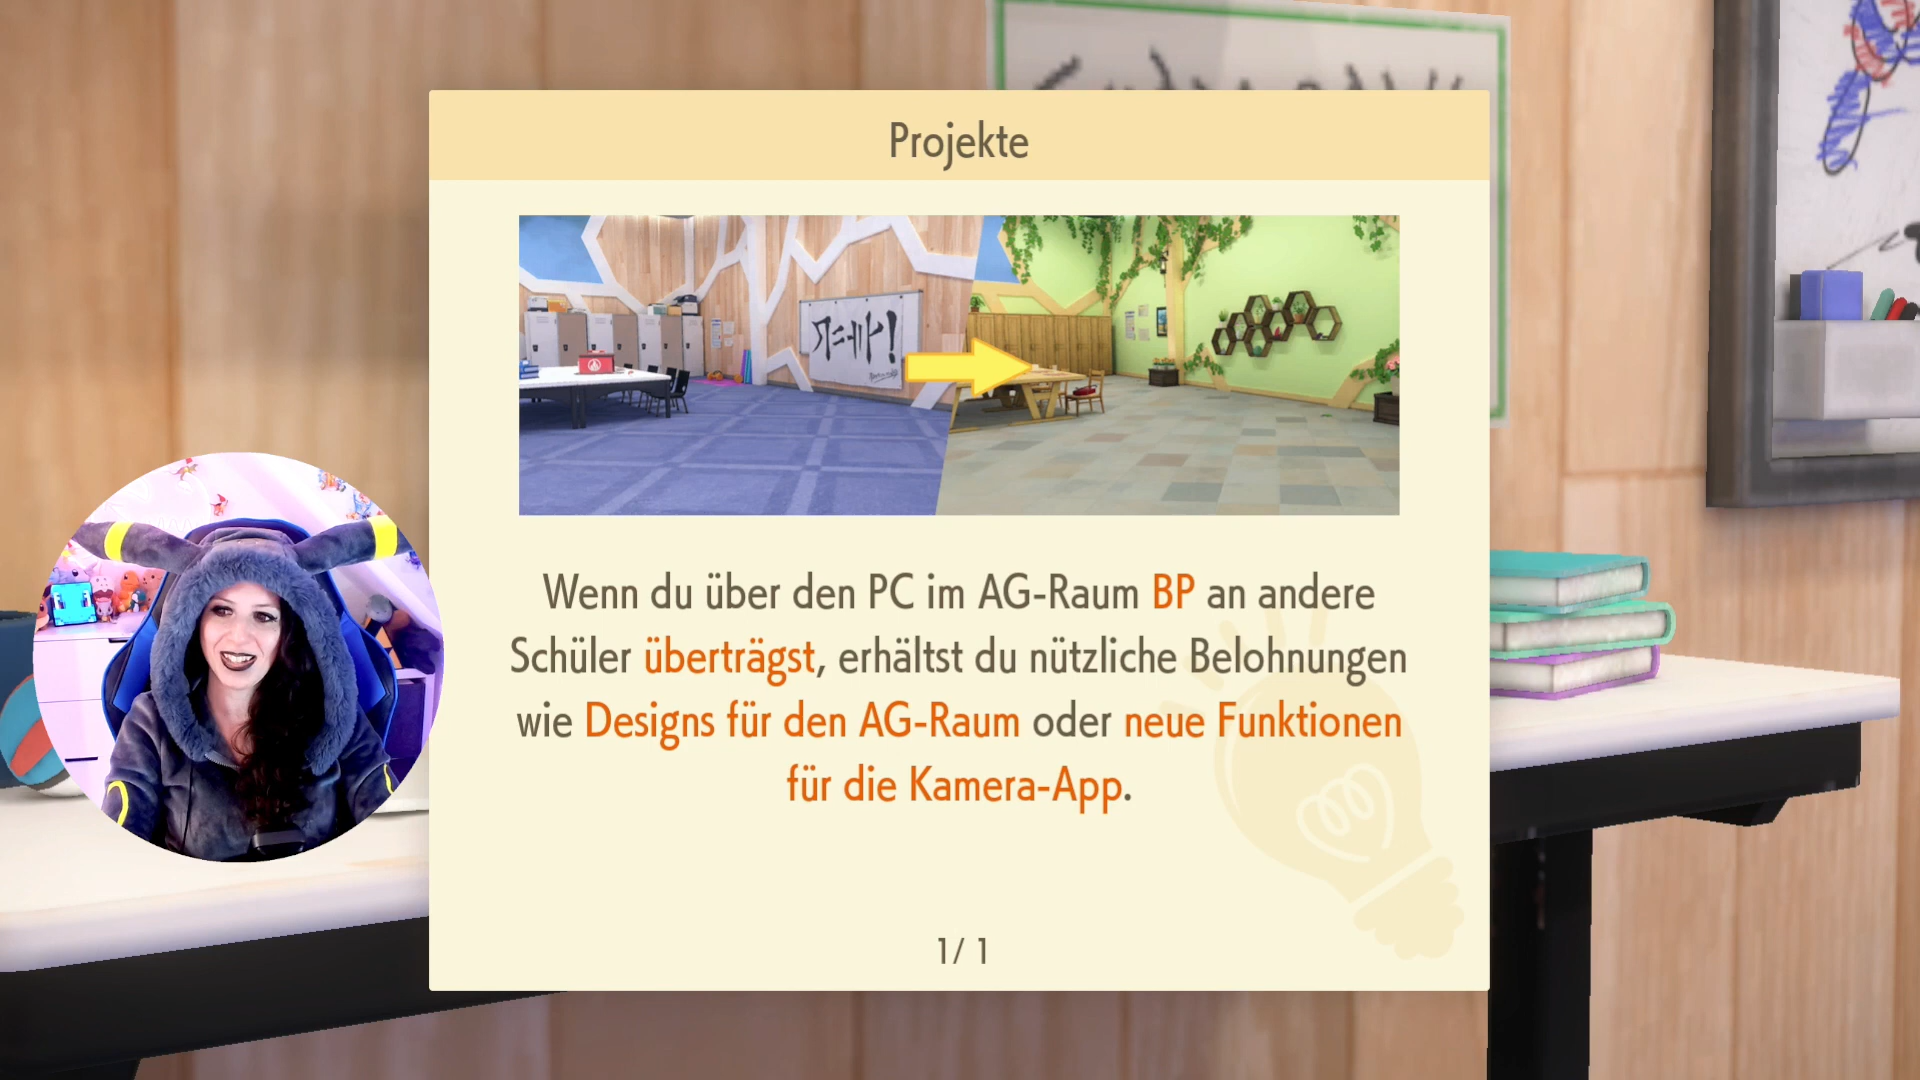 Projekte
Wenn du über den PC im AG-Raum BP an andere
Schüler überträgst, erhältst du nützliche Belohnungen
wie Designs für den AG-Raum oder neue Funktionen
für die Kamera-App.
1/ 1